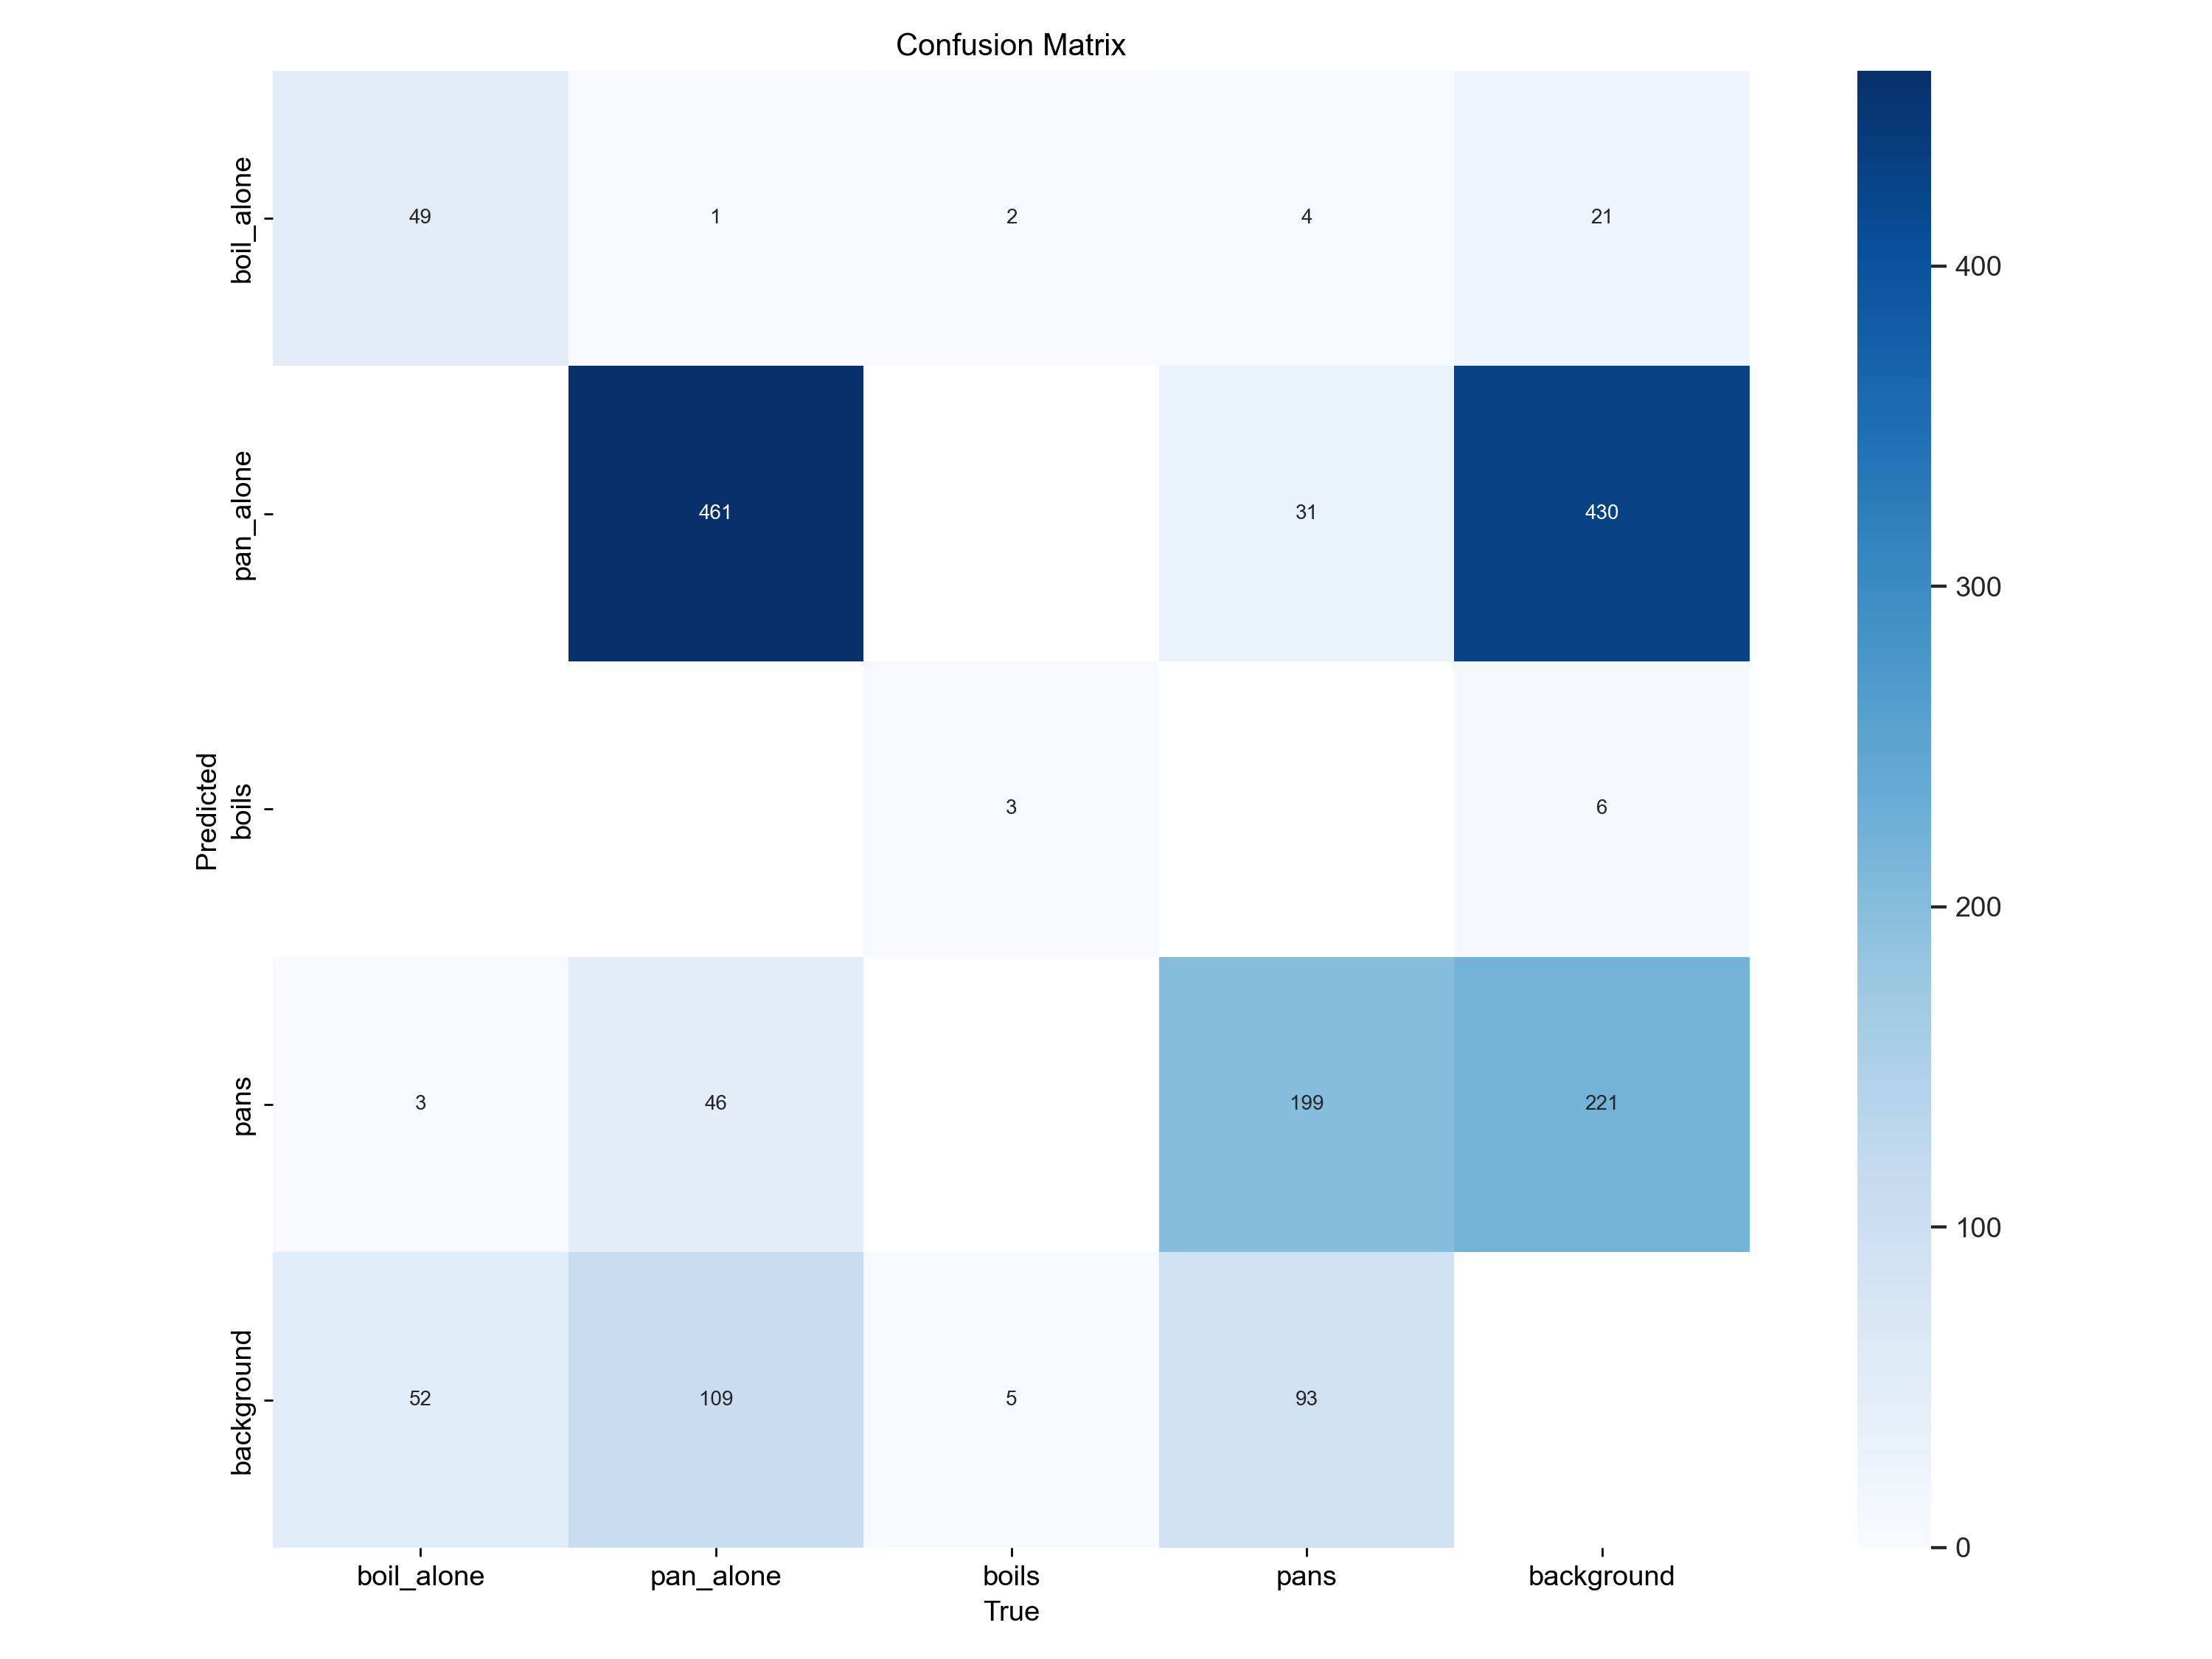 Confusion Matrix
boil_alone
49 1 2 4 21
pan_alone
461 31 430
boils
3 6
pans
3 46 199 221
background
52 109 5 93
Predicted
boil_alone pan_alone boils pans background
True
400
300
200
100
0